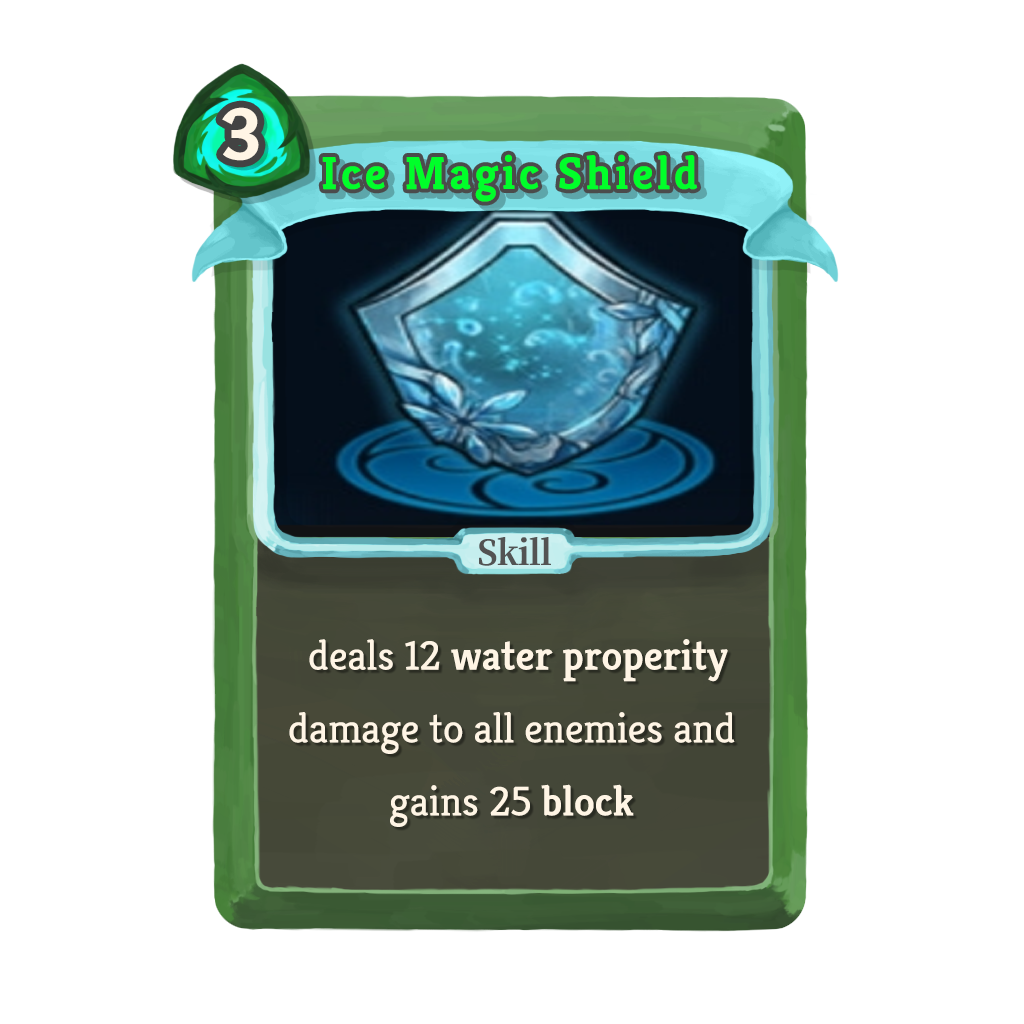 3
Ice Magic Shield
Skill
deals 12 water properity
damage to all enemies and
gains 25 block